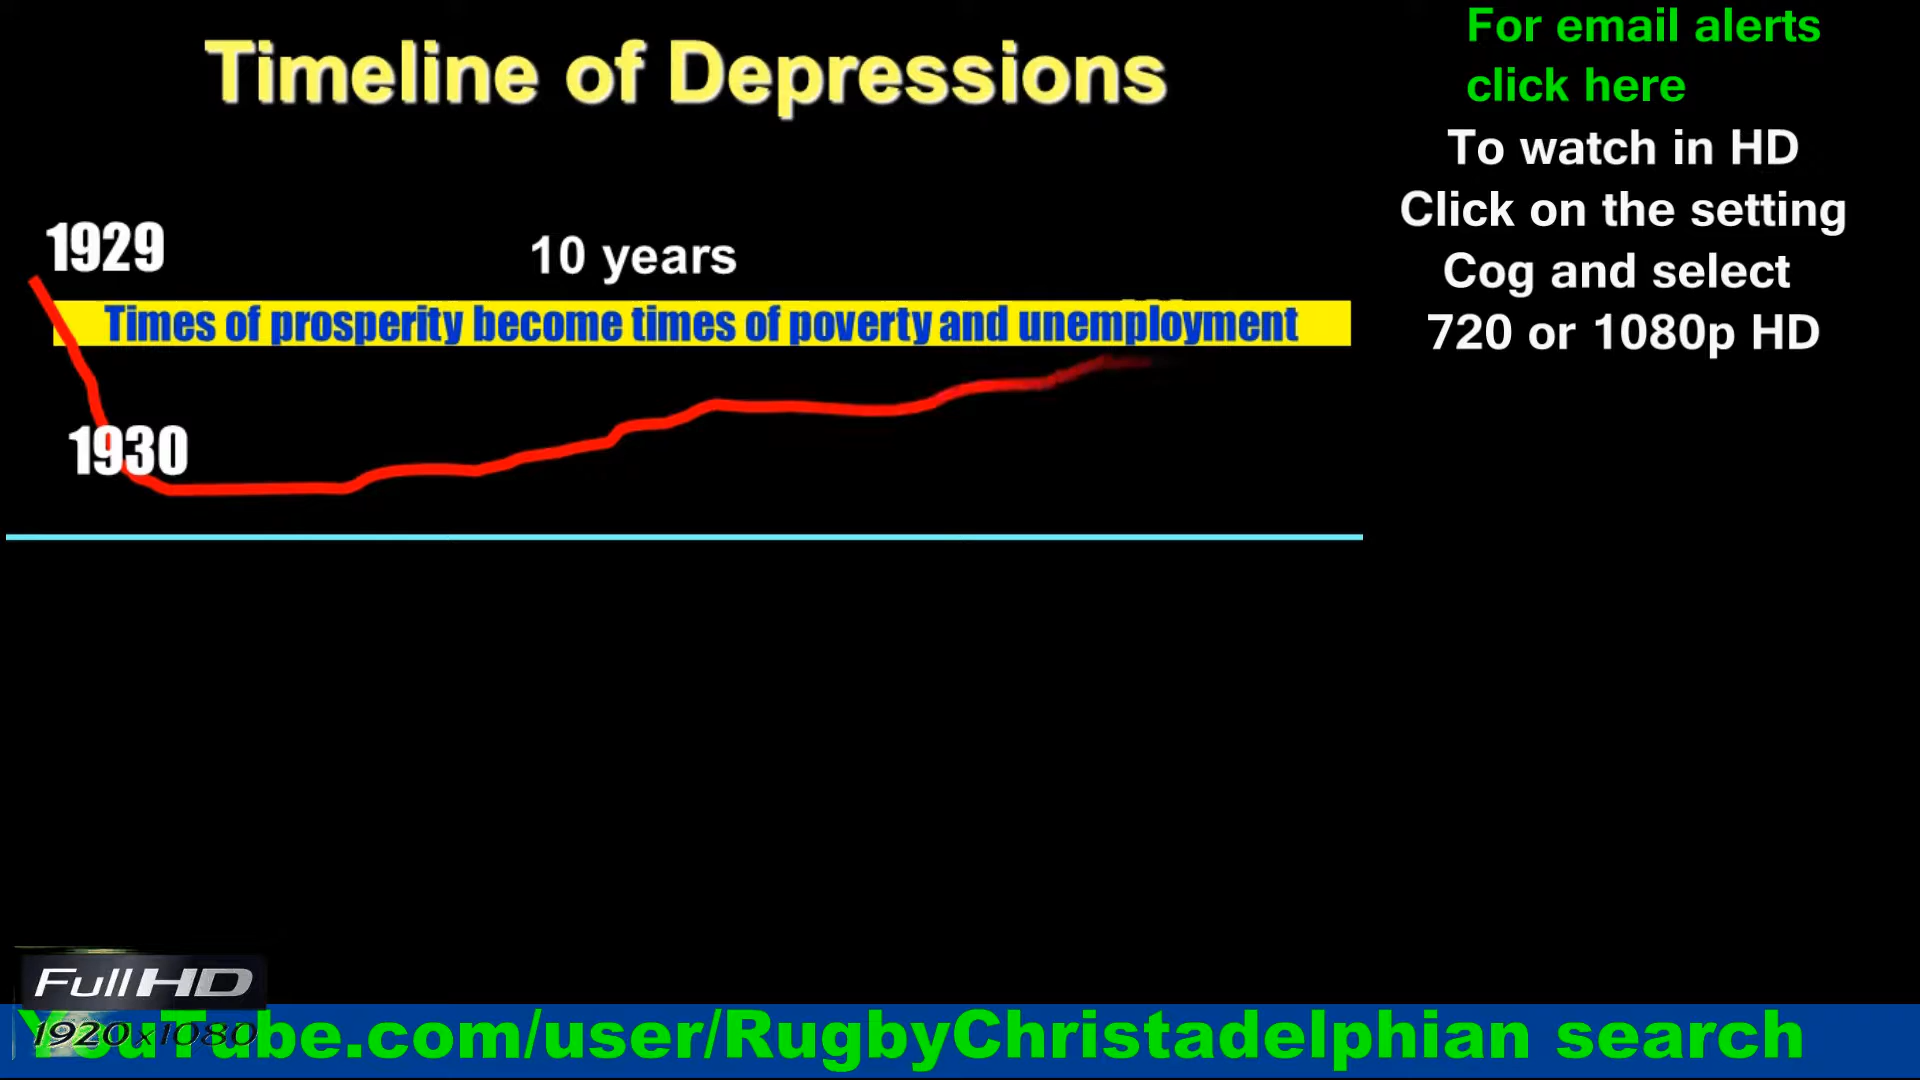 Timeline of Depressions
For email alerts
click here
To watch in HD
Click on the setting
Cog and select
720 or 1080p HD
1929
10 years
Times of prosperity become times of poverty and unemployment
1930
Full HD
1920x1080
YouTube.com/user/RugbyChristadelphian search